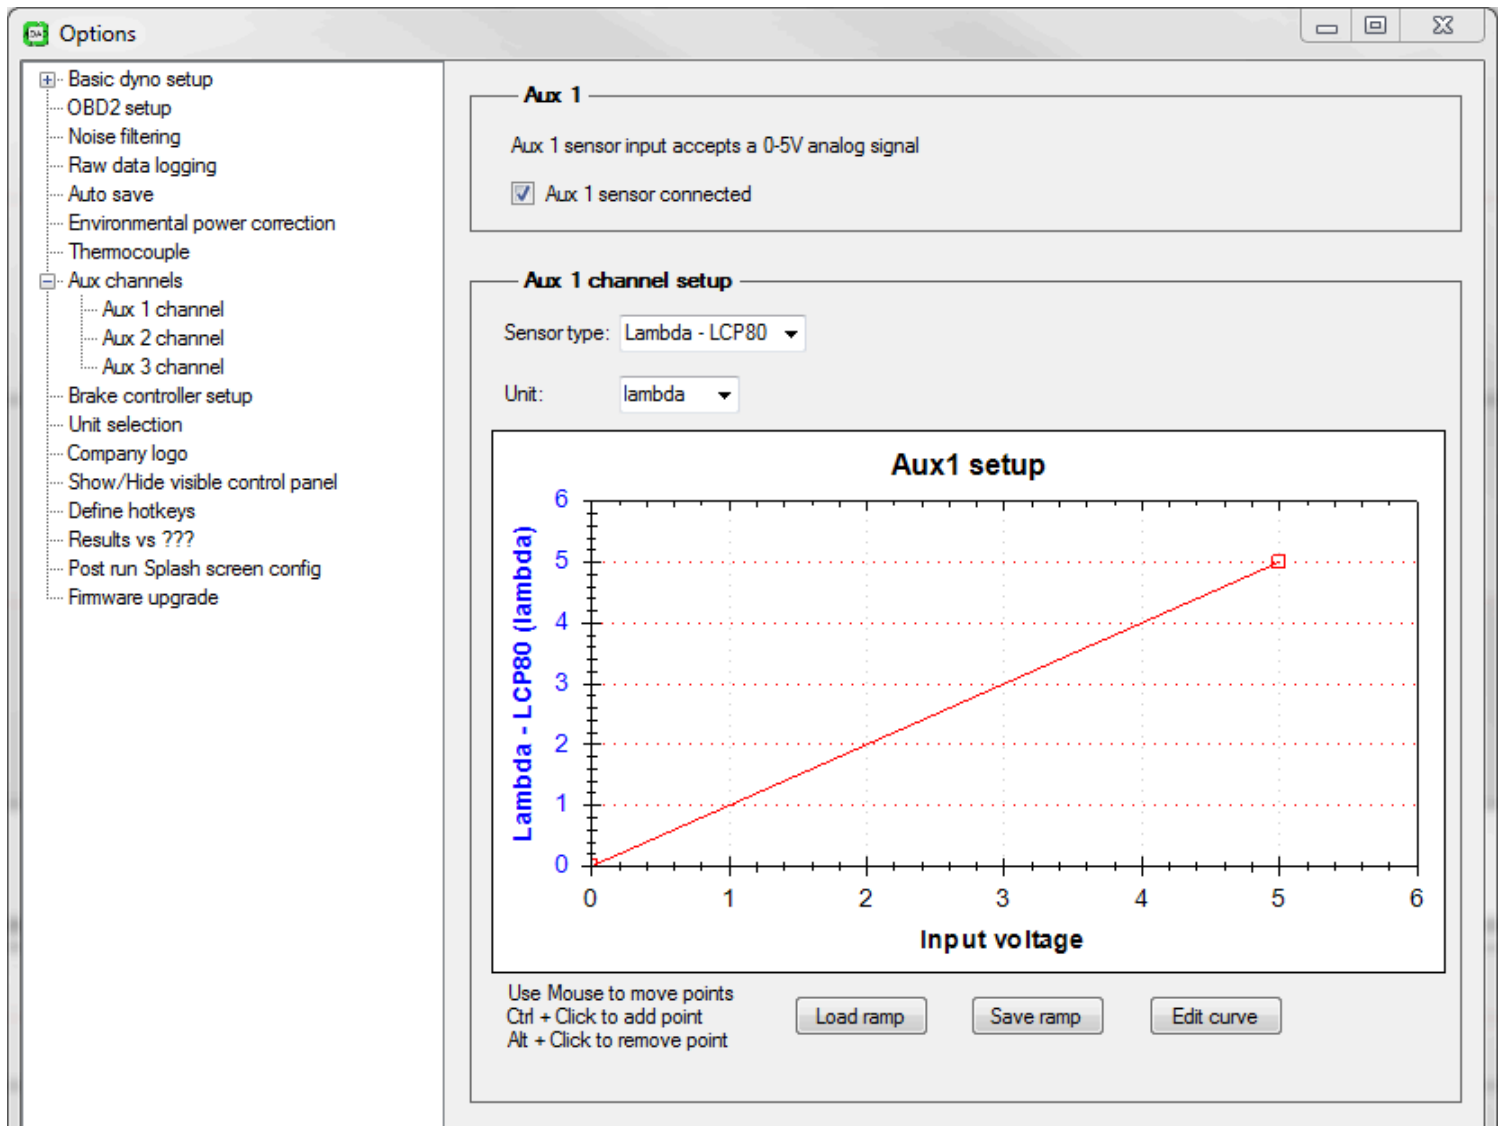 Options
Basic dyno setup
OBD2 setup
Noise filtering
Raw data logging
Auto save
Environmental power correction
Thermocouple
Aux channels
Aux 1 channel
Aux 2 channel
Aux 3 channel
Brake controller setup
Unit selection
Company logo
Show/Hide visible control panel
Define hotkeys
Results vs ???
Post run Splash screen config
Firmware upgrade
Aux 1
Aux 1 sensor input accepts a 0-5V analog signal
Aux 1 sensor connected
Aux 1 channel setup
Sensor type: Lambda - LCP80
Unit: lambda
Aux1 setup
Lambda - LCP80 (lambda)
6
5
4
3
2
1
0
0 1 2 3 4 5 6
Input voltage
Use Mouse to move points
Ctrl + Click to add point
Alt + Click to remove point
Load ramp Save ramp Edit curve